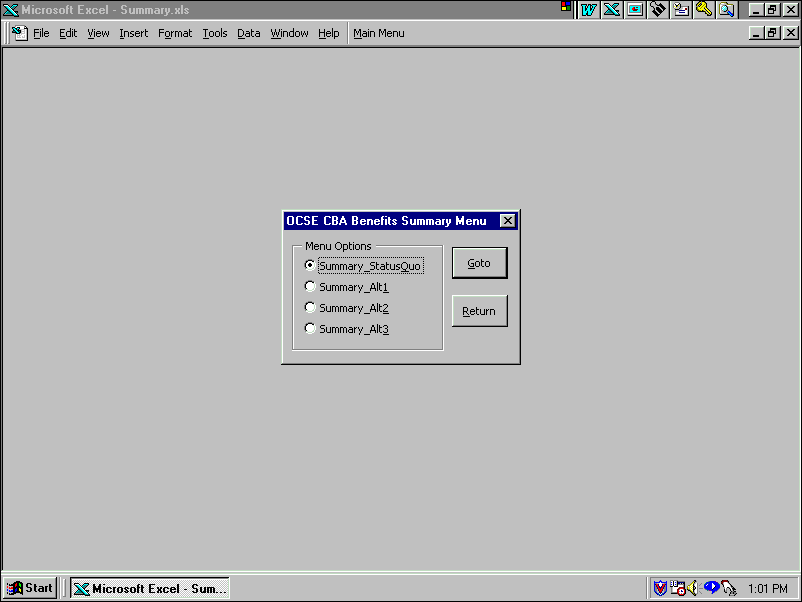 Microsoft Excel - Summary.xls
File Edit View Insert Format Tools Data Window Help Main Menu
OCSE CBA Benefits Summary Menu
Menu Options
Summary_StatusQuo
Goto
Summary_Alt1
Summary_Alt2
Return
Summary_Alt3
Start Microsoft Excel - Sum... 1:01 PM